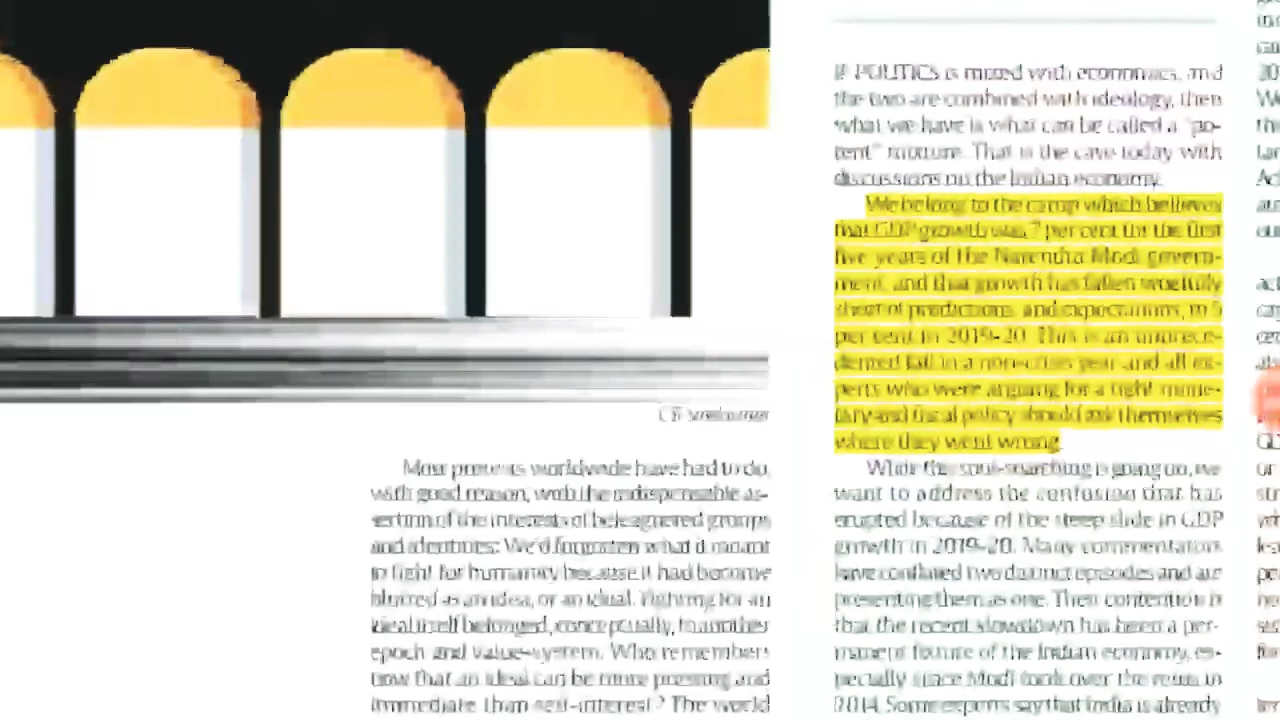 CR Sasikumar
Most protests worldwide have had to do,
with good reason, with the indispensable as-
sertion of the interests of beleaguered groups
and identities: We'd forgotten what it meant
to fight for humanity because it had become
blurred as an idea, or an ideal. Fighting for an
ideal itself belonged, conceptually, to another
epoch and value-system. Who remembers
now that an ideal can be more pressing and
immediate than self-interest? The world
IF POLITICS is mixed with economics, and
the two are combined with ideology, then
what we have is what can be called a "po-
tent" mixture. That is the case today with
discussions on the Indian economy.
We belong to the camp which believes
that GDP growth was 7 per cent for the first
five years of the Narendra Modi govern-
ment, and that growth has fallen woefully
short of predictions, and expectations, to 5
per cent in 2019-20. This is an unprece-
dented fall in a non-crisis year and all ex-
perts who were arguing for a tight mone-
tary and fiscal policy should ask themselves
where they went wrong.
While this soul-searching is going on, we
want to address the confusion that has
erupted because of the steep slide in GDP
growth in 2019-20. Many commentators
have conflated two distinct episodes and are
presenting them as one. Their contention is
that the recent slowdown has been a per-
manent fixture of the Indian economy, es-
pecially since Modi took over the reins in
2014. Some experts say that India is already